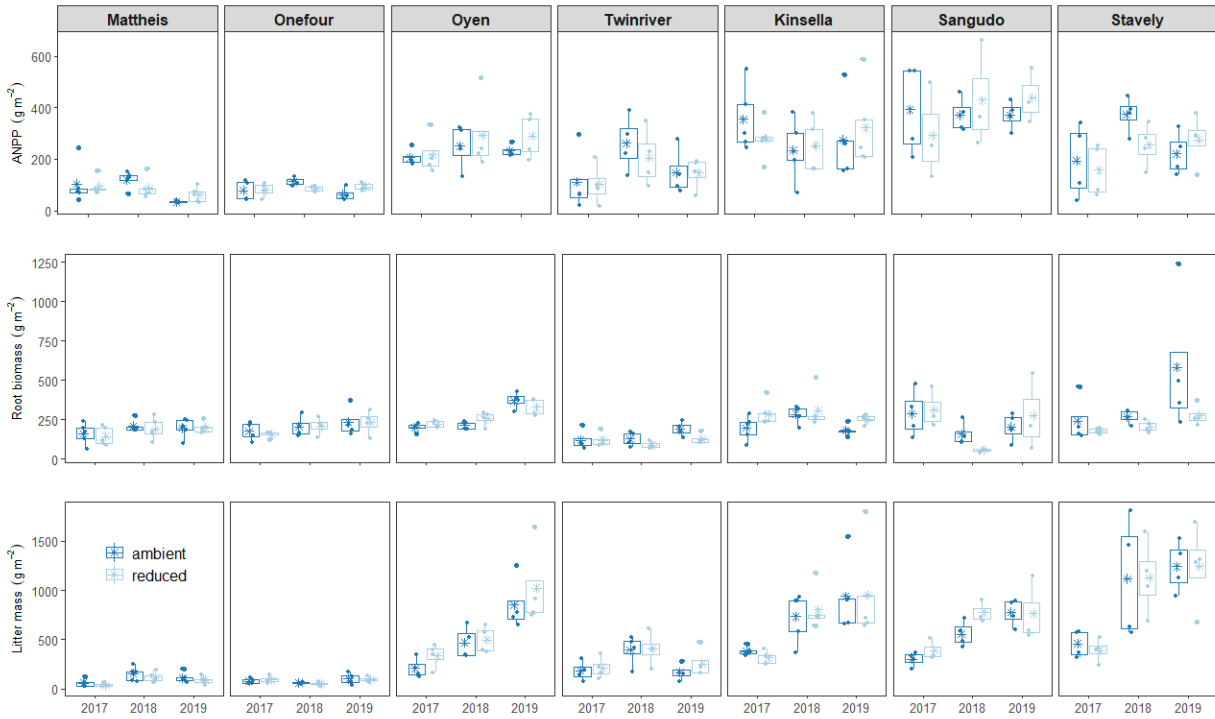 Mattheis Onefour Oyen Twinriver Kinsella Sangudo Stavely
ANPP (g m⁻²)
600
400
200
0
Root biomass (g m⁻²)
1250
1000
750
500
250
0
Litter mass (g m⁻²)
1500
1000
500
0
ambient
reduced
2017 2018 2019 2017 2018 2019 2017 2018 2019 2017 2018 2019 2017 2018 2019 2017 2018 2019 2017 2018 2019